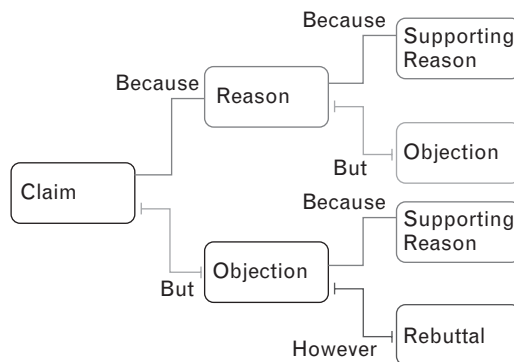 Because
Supporting
Reason
Because
Reason
But
Objection
Claim
Because
Supporting
Reason
But
Objection
However
Rebuttal